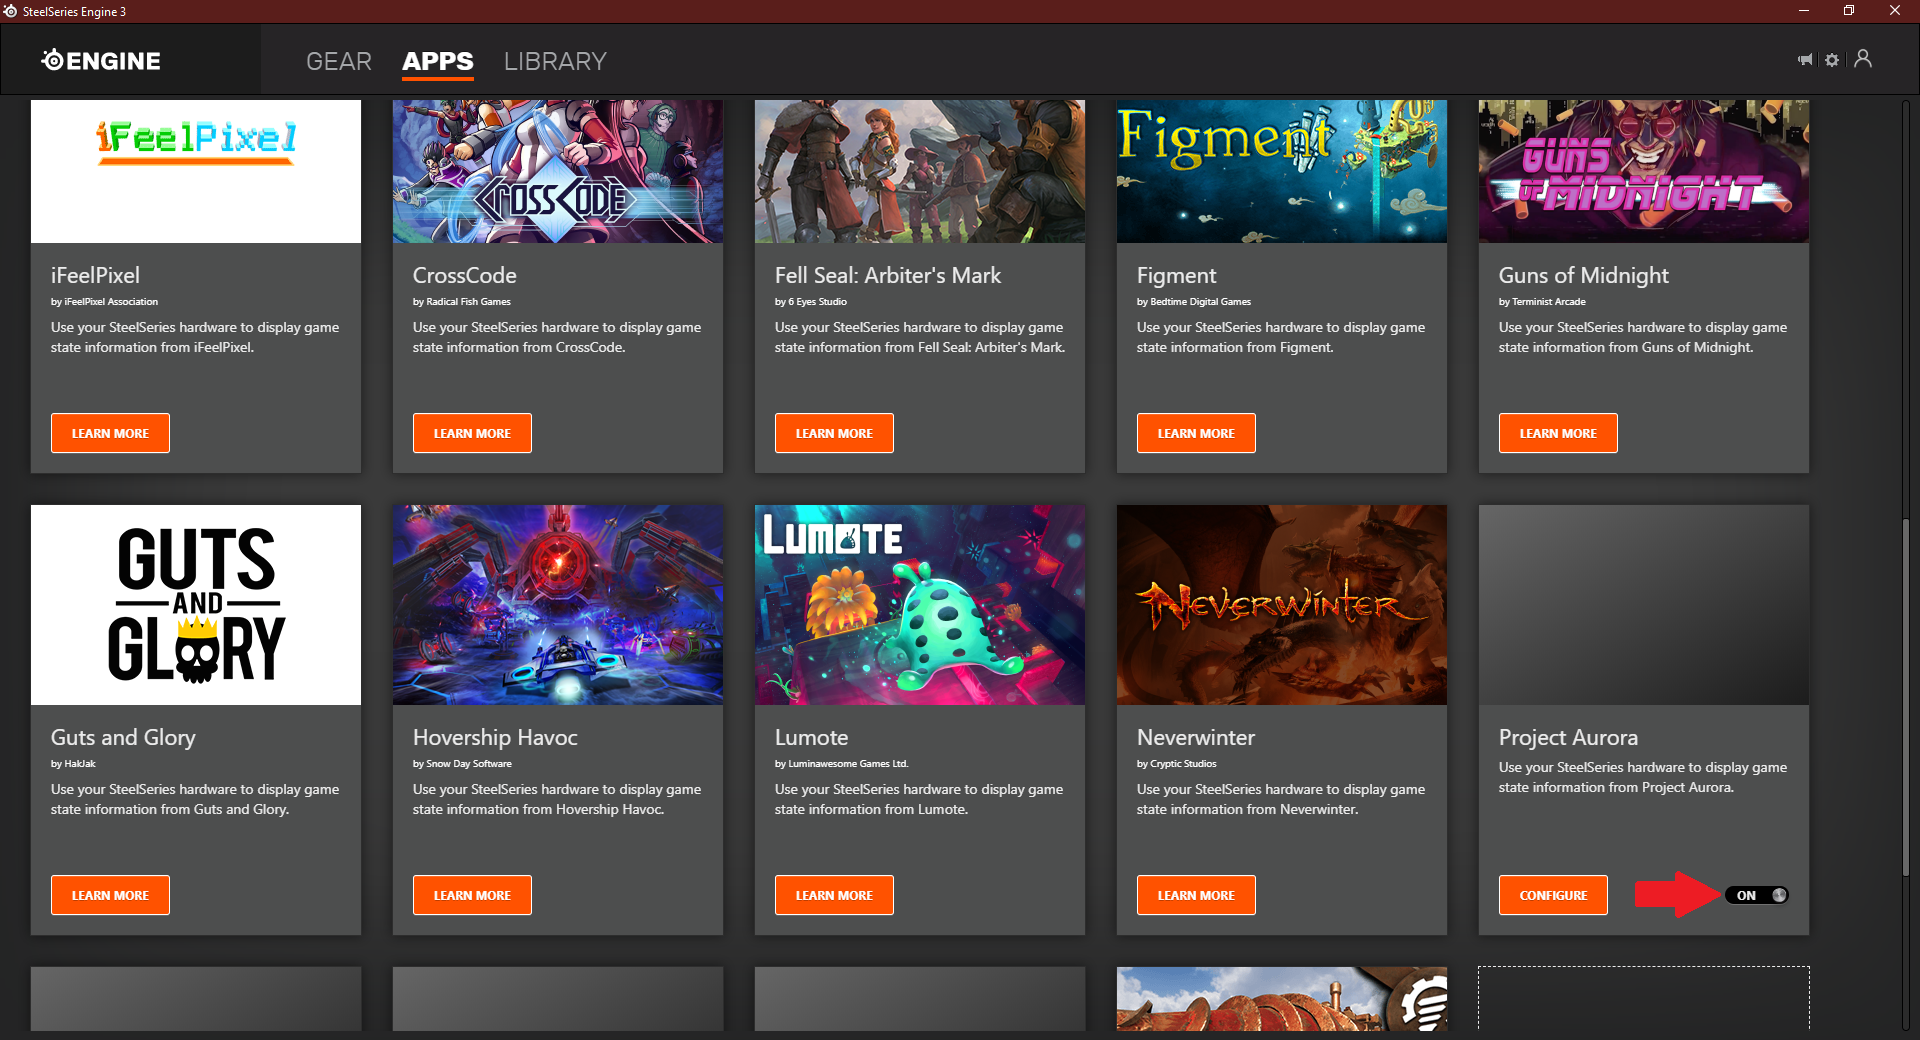 SteelSeries Engine 3
ENGINE
GEAR APPS LIBRARY
iFeelPixel
CROSSCODE
Figment
GUNS
OF MIDNIGHT
iFeelPixel
by iFeelPixel Association
Use your SteelSeries hardware to display game
state information from iFeelPixel.
LEARN MORE
CrossCode
by Radical Fish Games
Use your SteelSeries hardware to display game
state information from CrossCode.
LEARN MORE
Fell Seal: Arbiter's Mark
by 6 Eyes Studio
Use your SteelSeries hardware to display game
state information from Fell Seal: Arbiter's Mark.
LEARN MORE
Figment
by Bedtime Digital Games
Use your SteelSeries hardware to display game
state information from Figment.
LEARN MORE
Guns of Midnight
by Terminist Arcade
Use your SteelSeries hardware to display game
state information from Guns of Midnight.
LEARN MORE
GUTS
AND
GLORY
LUMOTE
NEVERWINTER
Guts and Glory
by HakJak
Use your SteelSeries hardware to display game
state information from Guts and Glory.
LEARN MORE
Hovership Havoc
by Snow Day Software
Use your SteelSeries hardware to display game
state information from Hovership Havoc.
LEARN MORE
Lumote
by Luminawesome Games Ltd.
Use your SteelSeries hardware to display game
state information from Lumote.
LEARN MORE
Neverwinter
by Cryptic Studios
Use your SteelSeries hardware to display game
state information from Neverwinter.
LEARN MORE
Project Aurora
Use your SteelSeries hardware to display game
state information from Project Aurora.
CONFIGURE
ON